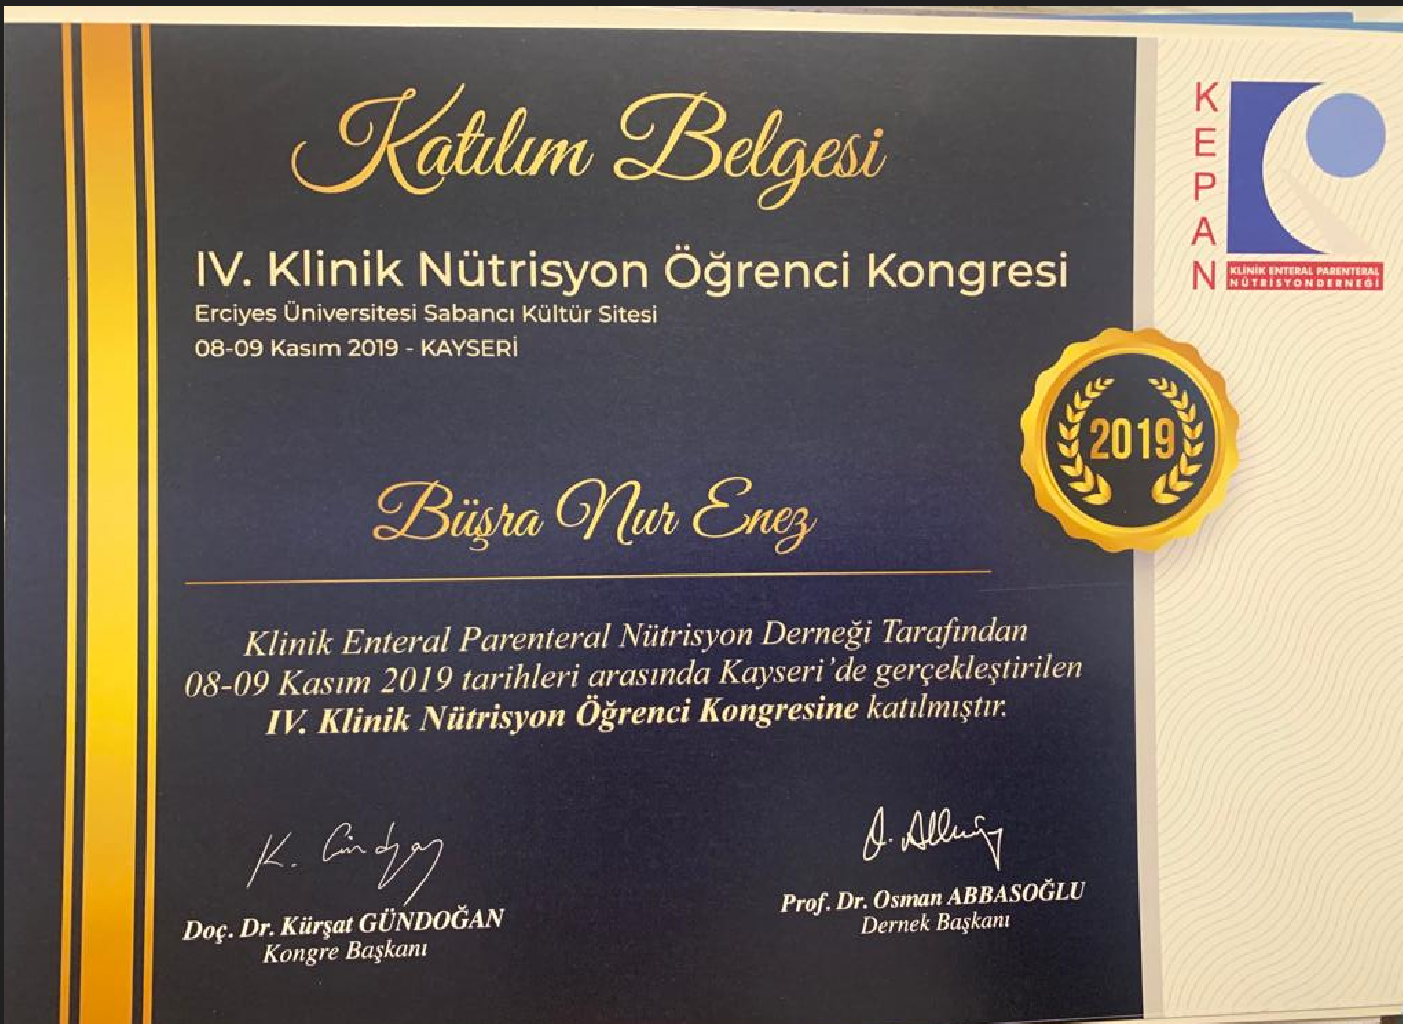 Katılım Belgesi
IV. Klinik Nütrisyon Öğrenci Kongresi
Erciyes Üniversitesi Sabancı Kültür Sitesi
08-09 Kasım 2019 - KAYSERİ
KEPAN
KLİNİK ENTERAL PARENTERAL
NÜTRİSYONDERNEĞİ
2019
Büşra Nur Enez
Klinik Enteral Parenteral Nütrisyon Derneği Tarafından
08-09 Kasım 2019 tarihleri arasında Kayseri'de gerçekleştirilen
IV. Klinik Nütrisyon Öğrenci Kongresine katılmıştır.
Doç. Dr. Kürşat GÜNDOĞAN
Kongre Başkanı
Prof. Dr. Osman ABBASOĞLU
Dernek Başkanı